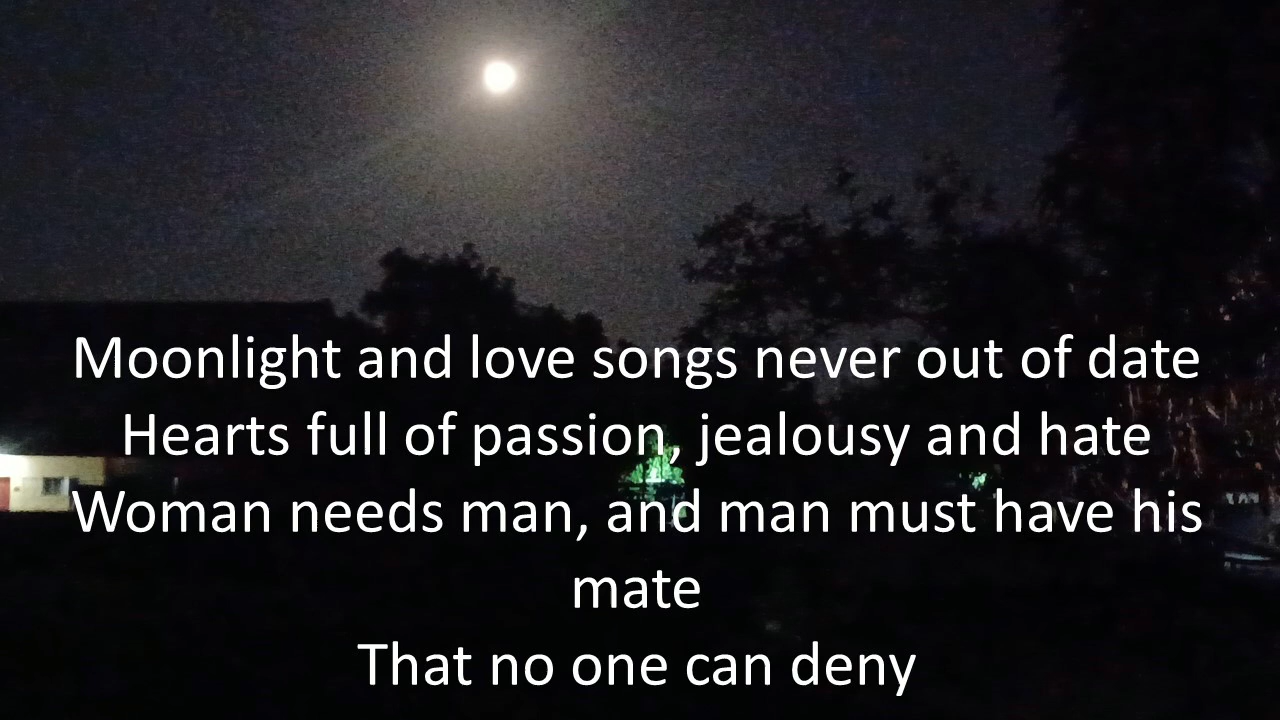 Moonlight and love songs never out of date
Hearts full of passion, jealousy and hate
Woman needs man, and man must have his
mate
That no one can deny